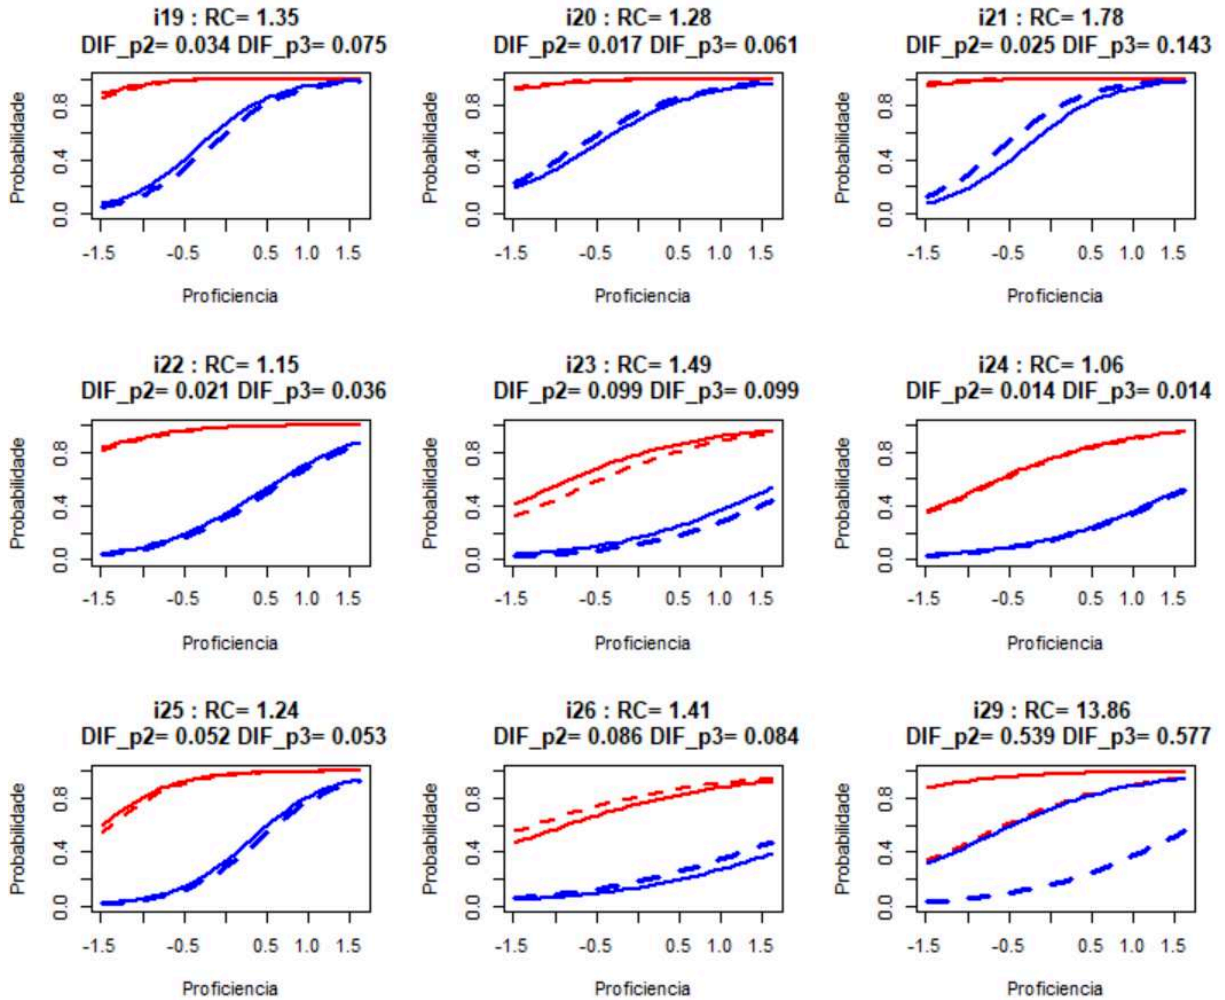 i19 : RC= 1.35
DIF_p2= 0.034 DIF_p3= 0.075
Probabilidade
0.0 0.4 0.8
-1.5 -0.5 0.5 1.0 1.5
Proficiencia
i20 : RC= 1.28
DIF_p2= 0.017 DIF_p3= 0.061
Probabilidade
0.0 0.4 0.8
-1.5 -0.5 0.5 1.0 1.5
Proficiencia
i21 : RC= 1.78
DIF_p2= 0.025 DIF_p3= 0.143
Probabilidade
0.0 0.4 0.8
-1.5 -0.5 0.5 1.0 1.5
Proficiencia
i22 : RC= 1.15
DIF_p2= 0.021 DIF_p3= 0.036
Probabilidade
0.0 0.4 0.8
-1.5 -0.5 0.5 1.0 1.5
Proficiencia
i23 : RC= 1.49
DIF_p2= 0.099 DIF_p3= 0.099
Probabilidade
0.0 0.4 0.8
-1.5 -0.5 0.5 1.0 1.5
Proficiencia
i24 : RC= 1.06
DIF_p2= 0.014 DIF_p3= 0.014
Probabilidade
0.0 0.4 0.8
-1.5 -0.5 0.5 1.0 1.5
Proficiencia
i25 : RC= 1.24
DIF_p2= 0.052 DIF_p3= 0.053
Probabilidade
0.0 0.4 0.8
-1.5 -0.5 0.5 1.0 1.5
Proficiencia
i26 : RC= 1.41
DIF_p2= 0.086 DIF_p3= 0.084
Probabilidade
0.0 0.4 0.8
-1.5 -0.5 0.5 1.0 1.5
Proficiencia
i29 : RC= 13.86
DIF_p2= 0.539 DIF_p3= 0.577
Probabilidade
0.0 0.4 0.8
-1.5 -0.5 0.5 1.0 1.5
Proficiencia